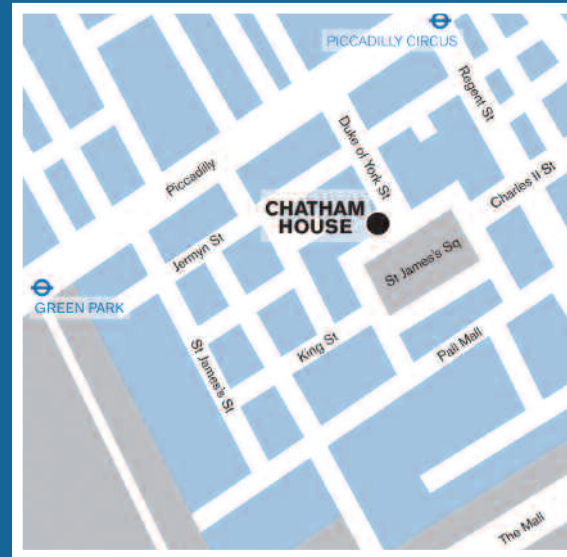 PICCADILLY CIRCUS
Regent St
Duke of York St
Charles II St
Piccadilly
CHATHAM
HOUSE
Jermyn St
St James's Sq
GREEN PARK
St James's St
King St
Pall Mall
The Mall